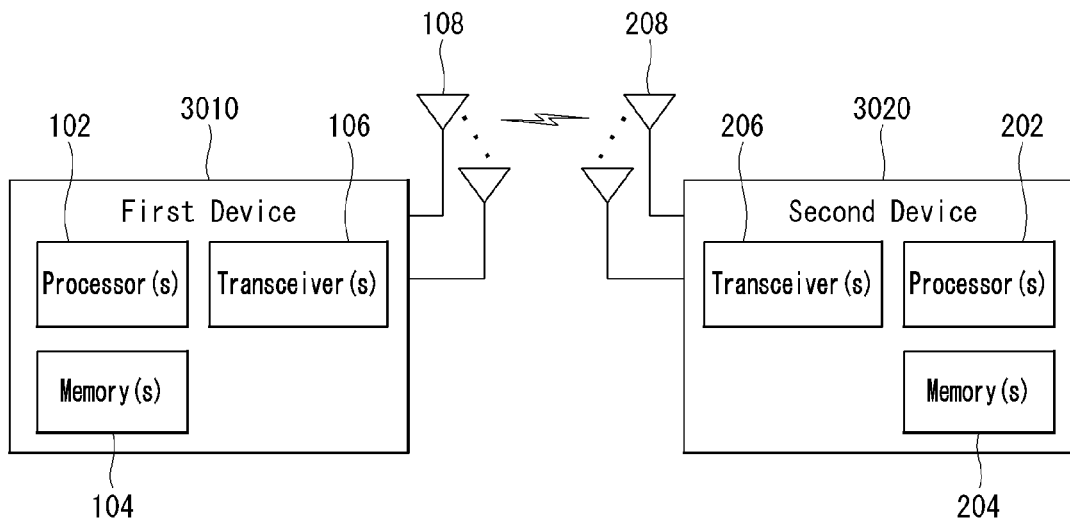 108
208
3010
3020
102
106
206
202
First Device
Second Device
Processor(s)
Transceiver(s)
Transceiver(s)
Processor(s)
Memory(s)
Memory(s)
104
204